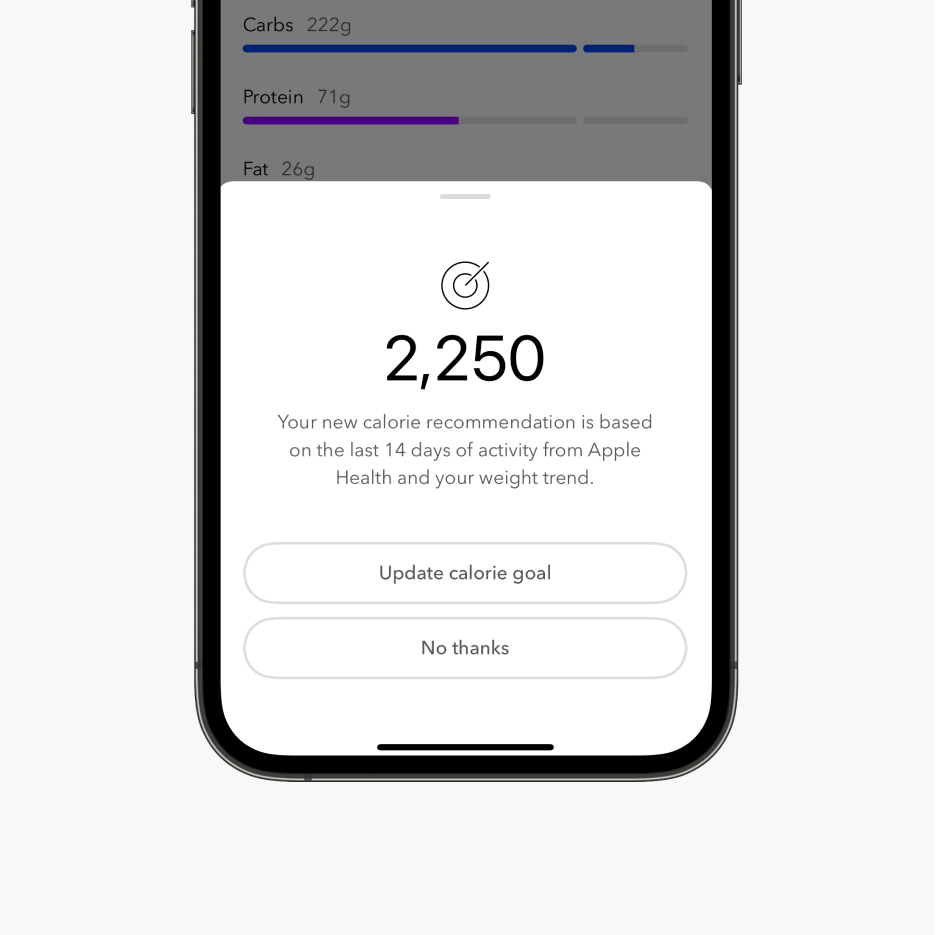 Carbs 222g
Protein 71g
Fat 26g
2,250
Your new calorie recommendation is based
on the last 14 days of activity from Apple
Health and your weight trend.
Update calorie goal
No thanks